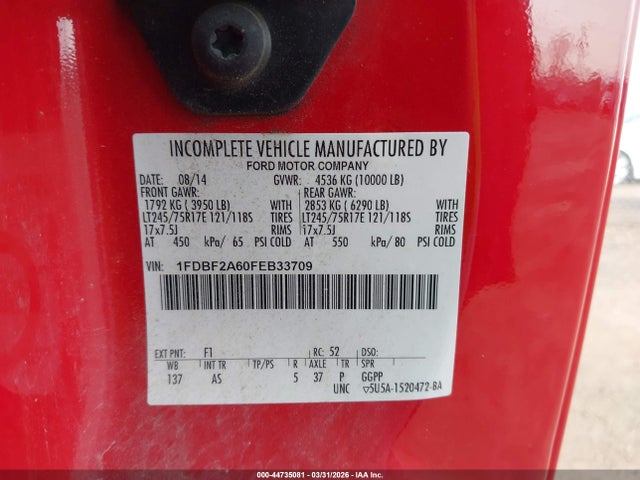 INCOMPLETE VEHICLE MANUFACTURED BY
FORD MOTOR COMPANY
DATE: 08/14 GVWR: 4536 KG (10000 LB)
FRONT GAWR: REAR GAWR:
1792 KG ( 3950 LB) WITH 2853 KG ( 6290 LB) WITH
LT245/75R17E 121/118S TIRES LT245/75R17E 121/118S TIRES
17x7.5J RIMS 17x7.5J RIMS
AT 450 kPa/ 65 PSI COLD AT 550 kPa/ 80 PSI COLD
VIN: 1FDBF2A60FEB33709
EXT PNT: F1 RC: 52 DSO:
WB INT TR TP/PS R AXLE TR SPR
137 AS 5 37 P GGPP
UNC 5U5A-1520472-BA
000-44735081 - 03/31/2026 - IAA Inc.